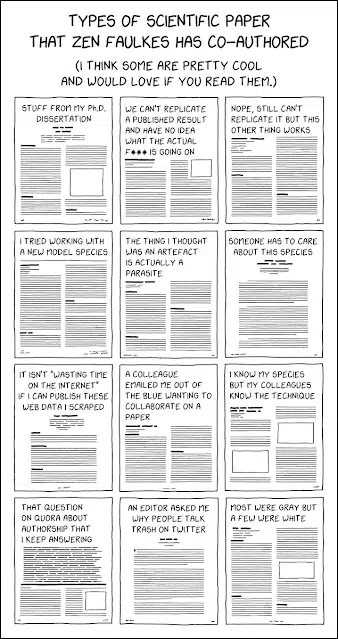 TYPES OF SCIENTIFIC PAPER
THAT ZEN FAULKES HAS CO-AUTHORED
(I THINK SOME ARE PRETTY COOL
AND WOULD LOVE IF YOU READ THEM.)
STUFF FROM MY Ph.D.
DISSERTATION
WE CAN'T REPLICATE
A PUBLISHED RESULT
AND HAVE NO IDEA
WHAT THE ACTUAL
F*** IS GOING ON
NOPE, STILL CAN'T
REPLICATE IT BUT THIS
OTHER THING WORKS
I TRIED WORKING WITH
A NEW MODEL SPECIES
THE THING I THOUGHT
WAS AN ARTEFACT
IS ACTUALLY A
PARASITE
SOMEONE HAS TO CARE
ABOUT THIS SPECIES
IT ISN'T "WASTING TIME
ON THE INTERNET"
IF I CAN PUBLISH THESE
WEB DATA I SCRAPED
A COLLEAGUE
EMAILED ME OUT OF
THE BLUE WANTING TO
COLLABORATE ON A
PAPER
I KNOW MY SPECIES
BUT MY COLLEAGUES
KNOW THE TECHNIQUE
THAT QUESTION
ON QUORA ABOUT
AUTHORSHIP THAT
I KEEP ANSWERING
AN EDITOR ASKED ME
WHY PEOPLE TALK
TRASH ON TWITTER
MOST WERE GRAY BUT
A FEW WERE WHITE